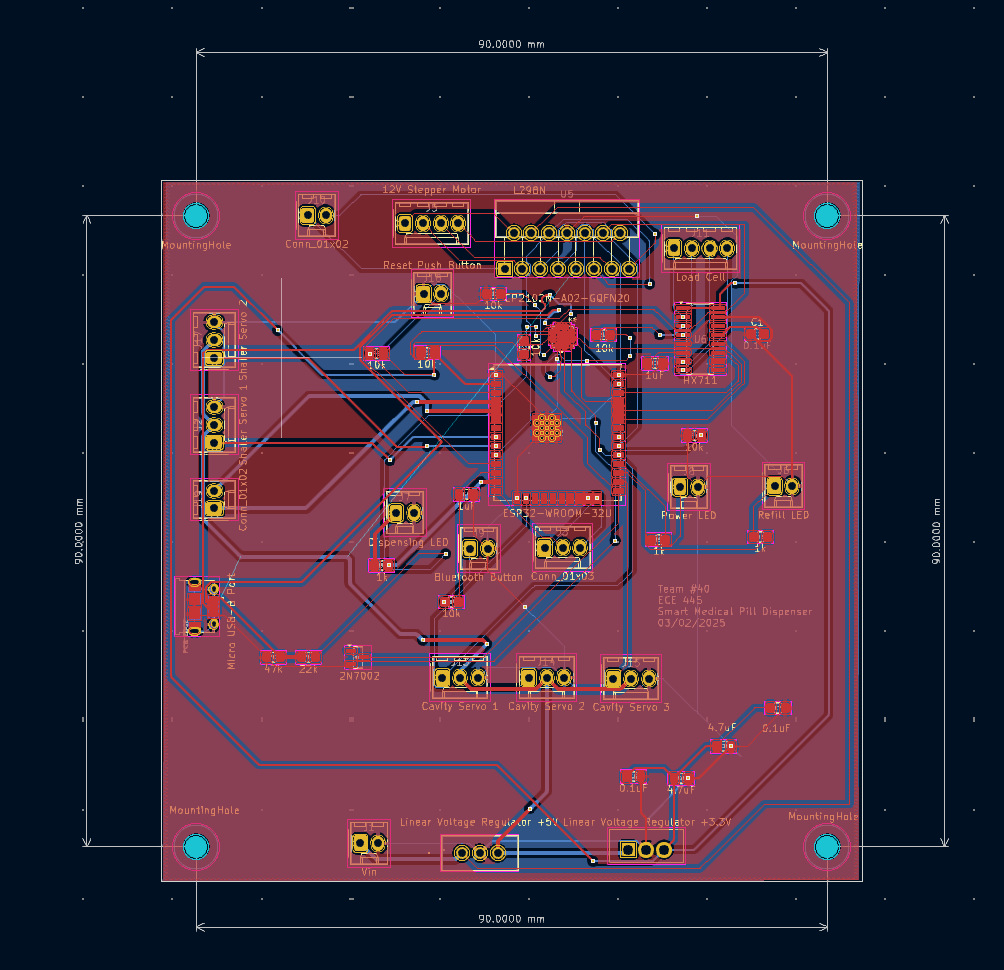 90.0000 mm
12V Stepper Motor
L298N
U5
Conn_01x02
MountingHole
MountingHole
Load Cell
Reset Push Button
CP2102N-A02-GQFN20
10k
10k
10k
10k
C1
0.1uF
U6
1uF
HX711
Smaller Servo 2
Smaller Servo 1
Conn_01x02
10k
Power LED
Refill LED
1uF
ESP32-WROOM-32U
Dispensing LED
1k
1k
1k
Bluetooth Button
Conn_01x03
90.0000 mm
90.0000 mm
10k
Team #40
ECE 445
Smart Medical Pill Dispenser
03/02/2025
Micro USB-B Port
47k
22k
2N7002
Cavity Servo 1
Cavity Servo 2
Cavity Servo 3
4.7uF
0.1uF
0.1uF
4.7uF
MountingHole
MountingHole
Linear Voltage Regulator +5V
Linear Voltage Regulator +3.3V
Vin
90.0000 mm